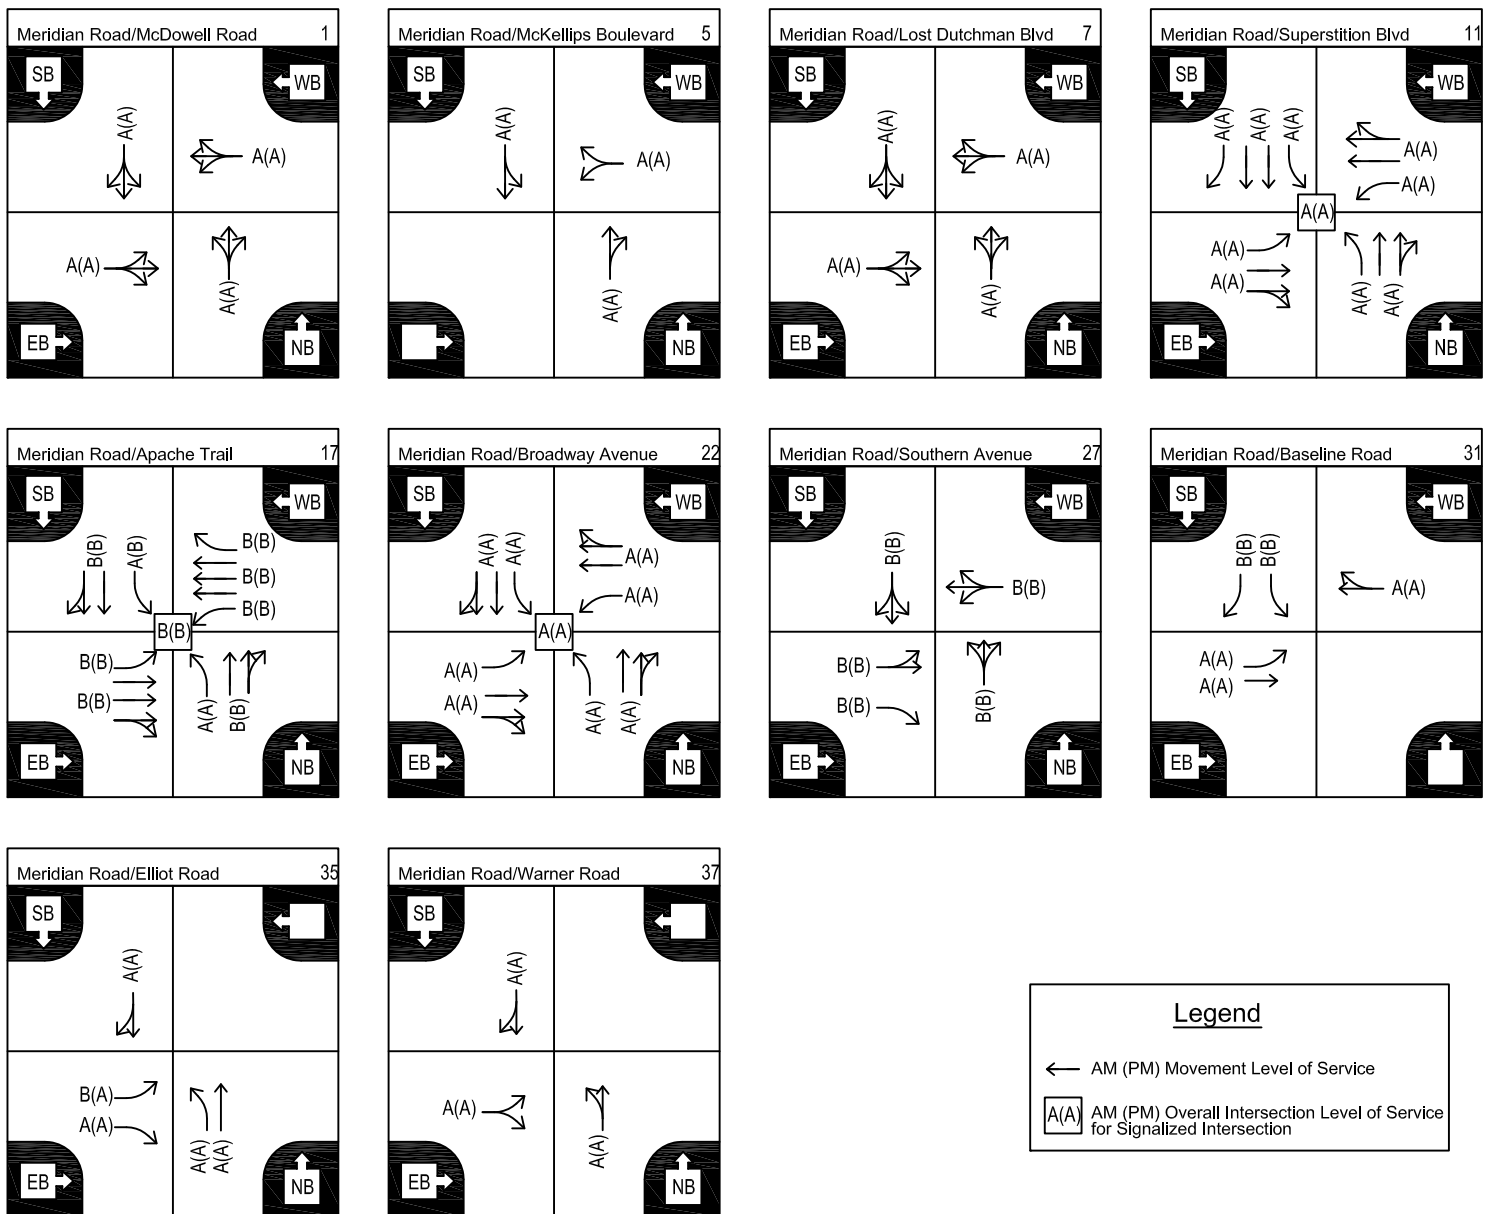 Meridian Road/McDowell Road 1
SB
WB
A(A)
A(A)
A(A)
A(A)
EB
NB
Meridian Road/McKellips Boulevard 5
SB
WB
A(A)
A(A)
A(A)
NB
Meridian Road/Lost Dutchman Blvd 7
SB
WB
A(A)
A(A)
A(A)
A(A)
EB
NB
Meridian Road/Superstition Blvd 11
SB
WB
A(A) A(A) A(A)
A(A)
A(A)
A(A)
A(A)
A(A)
A(A) A(A)
EB
NB
Meridian Road/Apache Trail 17
SB
WB
B(B) A(B)
B(B)
B(B)
B(B)
B(B)
B(B)
B(B)
A(A) B(B)
EB
NB
Meridian Road/Broadway Avenue 22
SB
WB
A(A) A(A)
A(A)
A(A)
A(A)
A(A)
A(A)
A(A) A(A)
EB
NB
Meridian Road/Southern Avenue 27
SB
WB
B(B)
B(B)
B(B)
B(B)
B(B)
EB
NB
Meridian Road/Baseline Road 31
SB
WB
B(B) B(B)
A(A)
A(A)
A(A)
EB
Meridian Road/Elliot Road 35
SB
A(A)
B(A)
A(A)
A(A) A(A)
EB
NB
Meridian Road/Warner Road 37
SB
A(A)
A(A)
A(A)
EB
NB
Legend
AM (PM) Movement Level of Service
A(A) AM (PM) Overall Intersection Level of Service
for Signalized Intersection